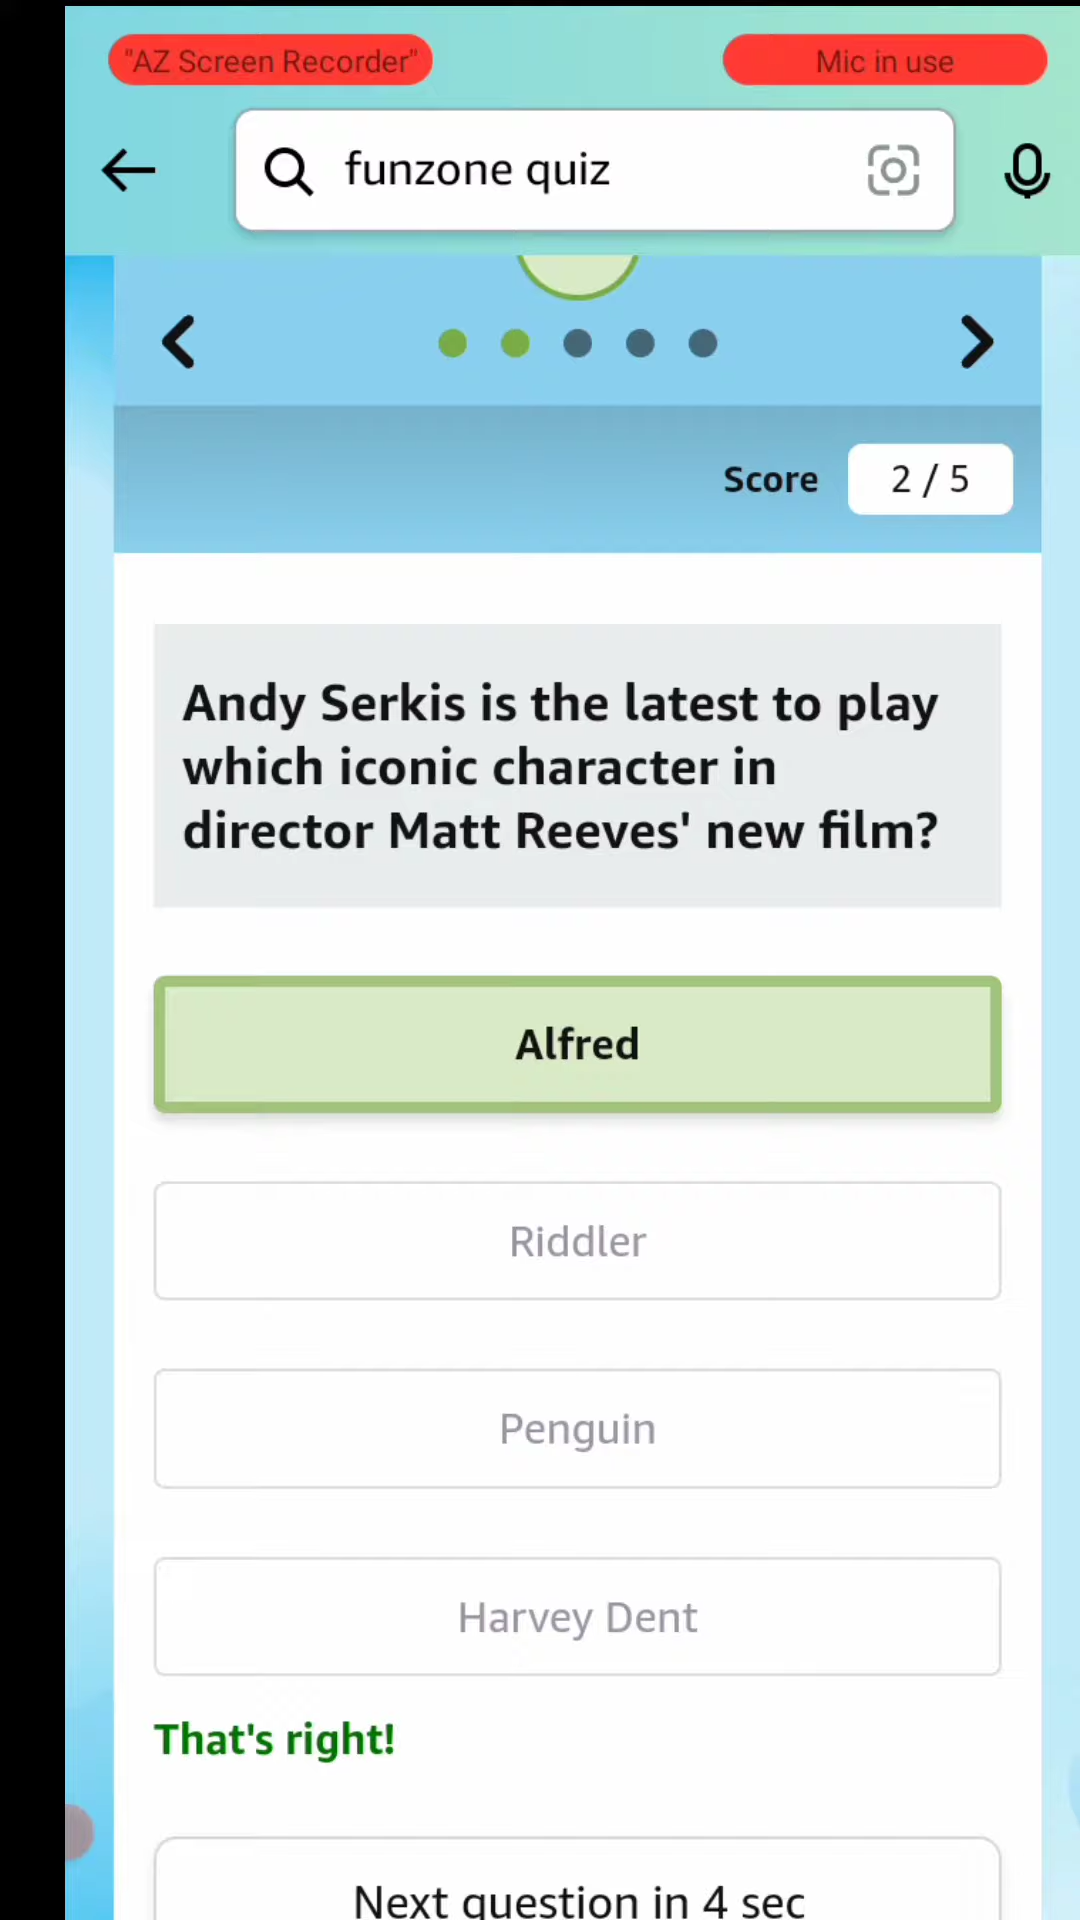 "AZ Screen Recorder"
Mic in use
funzone quiz
Score
2 / 5
Andy Serkis is the latest to play
which iconic character in
director Matt Reeves' new film?
Alfred
Riddler
Penguin
Harvey Dent
That's right!
Next question in 4 sec